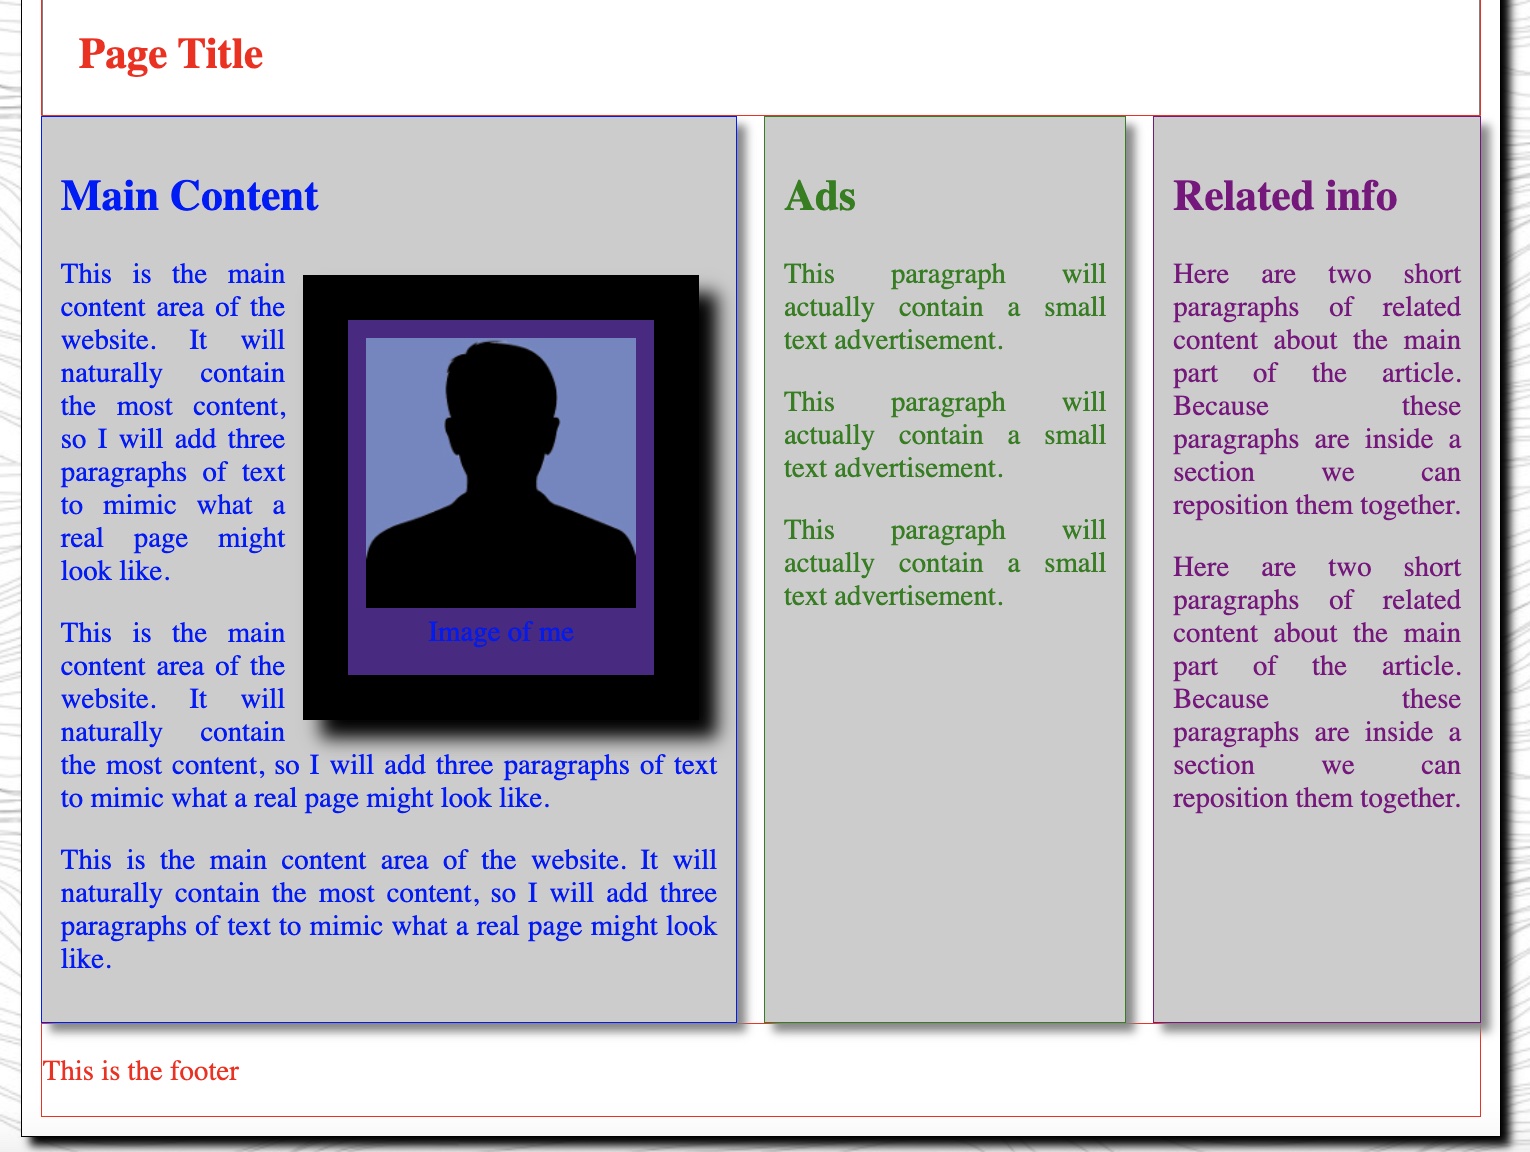 Page Title
Main Content
This is the main
content area of the
website. It will
naturally contain
the most content,
so I will add three
paragraphs of text
to mimic what a
real page might
look like.
Image of me
This is the main
content area of the
website. It will
naturally contain
the most content, so I will add three paragraphs of text
to mimic what a real page might look like.
This is the main content area of the website. It will
naturally contain the most content, so I will add three
paragraphs of text to mimic what a real page might look
like.
Ads
This paragraph will
actually contain a small
text advertisement.
This paragraph will
actually contain a small
text advertisement.
This paragraph will
actually contain a small
text advertisement.
Related info
Here are two short
paragraphs of related
content about the main
part of the article.
Because these
paragraphs are inside a
section we can
reposition them together.
Here are two short
paragraphs of related
content about the main
part of the article.
Because these
paragraphs are inside a
section we can
reposition them together.
This is the footer